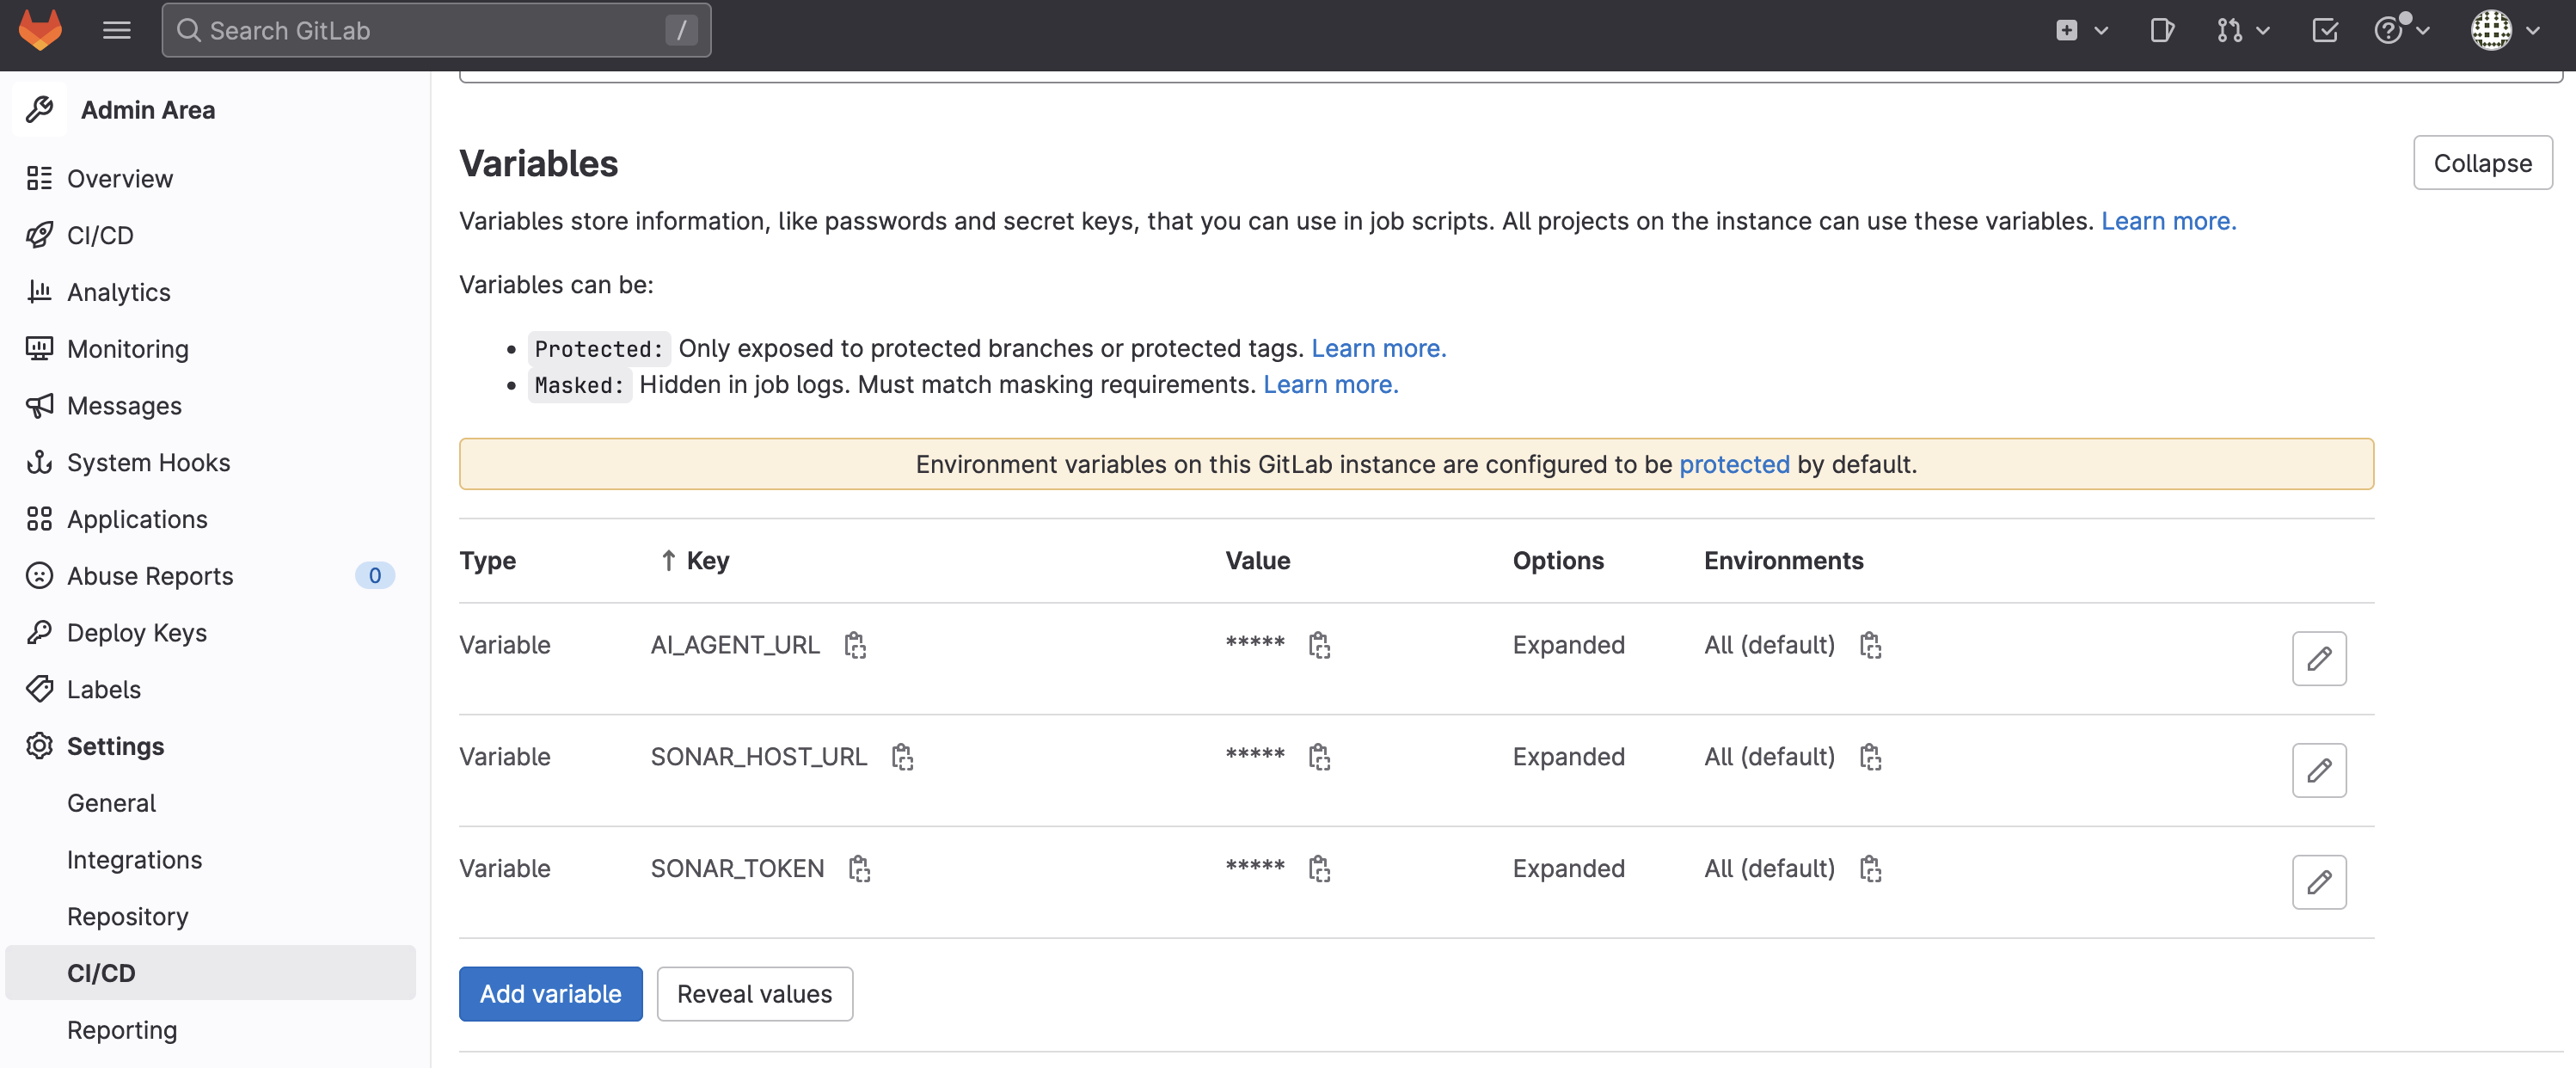 Search GitLab /
Admin Area
Overview
CI/CD
Analytics
Monitoring
Messages
System Hooks
Applications
Abuse Reports 0
Deploy Keys
Labels
Settings
General
Integrations
Repository
CI/CD
Reporting
Variables
Collapse
Variables store information, like passwords and secret keys, that you can use in job scripts. All projects on the instance can use these variables. Learn more.
Variables can be:
• Protected: Only exposed to protected branches or protected tags. Learn more.
• Masked: Hidden in job logs. Must match masking requirements. Learn more.
Environment variables on this GitLab instance are configured to be protected by default.
Type ↑ Key Value Options Environments
Variable AI_AGENT_URL ***** Expanded All (default)
Variable SONAR_HOST_URL ***** Expanded All (default)
Variable SONAR_TOKEN ***** Expanded All (default)
Add variable Reveal values